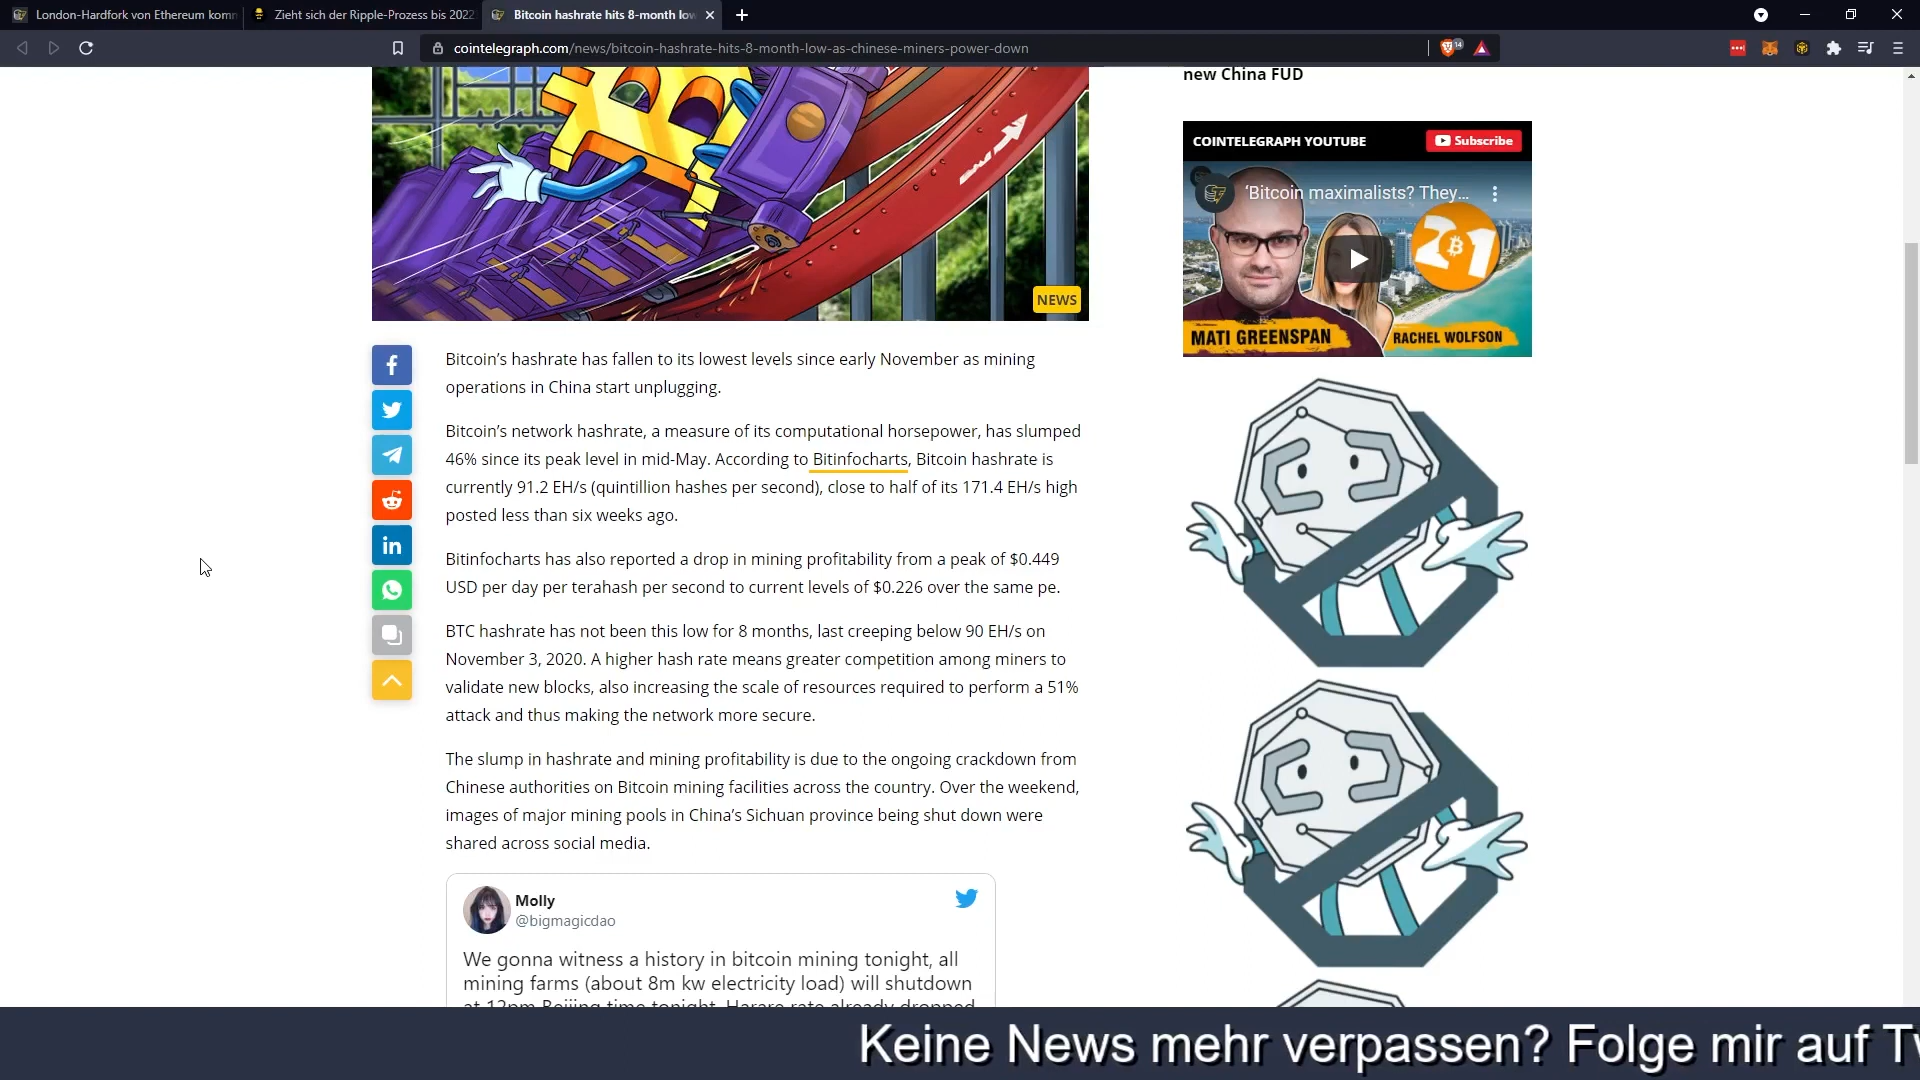 London-Hardfork von Ethereum komm
Zieht sich der Ripple-Prozess bis 2022
Bitcoin hashrate hits 8-month low
cointelegraph.com/news/bitcoin-hashrate-hits-8-month-low-as-chinese-miners-power-down
14
new China FUD
COINTELEGRAPH YOUTUBE
Subscribe
‘Bitcoin maximalists? They...
21
MATI GREENSPAN
RACHEL WOLFSON
NEWS
Bitcoin’s hashrate has fallen to its lowest levels since early November as mining
operations in China start unplugging.
Bitcoin’s network hashrate, a measure of its computational horsepower, has slumped
46% since its peak level in mid-May. According to Bitinfocharts, Bitcoin hashrate is
currently 91.2 EH/s (quintillion hashes per second), close to half of its 171.4 EH/s high
posted less than six weeks ago.
Bitinfocharts has also reported a drop in mining profitability from a peak of $0.449
USD per day per terahash per second to current levels of $0.226 over the same pe.
BTC hashrate has not been this low for 8 months, last creeping below 90 EH/s on
November 3, 2020. A higher hash rate means greater competition among miners to
validate new blocks, also increasing the scale of resources required to perform a 51%
attack and thus making the network more secure.
The slump in hashrate and mining profitability is due to the ongoing crackdown from
Chinese authorities on Bitcoin mining facilities across the country. Over the weekend,
images of major mining pools in China’s Sichuan province being shut down were
shared across social media.
Molly
@bigmagicdao
We gonna witness a history in bitcoin mining tonight, all
mining farms (about 8m kw electricity load) will shutdown
at 12pm Beijing time tonight. Harare rate already dropped
Keine News mehr verpassen? Folge mir auf Tw